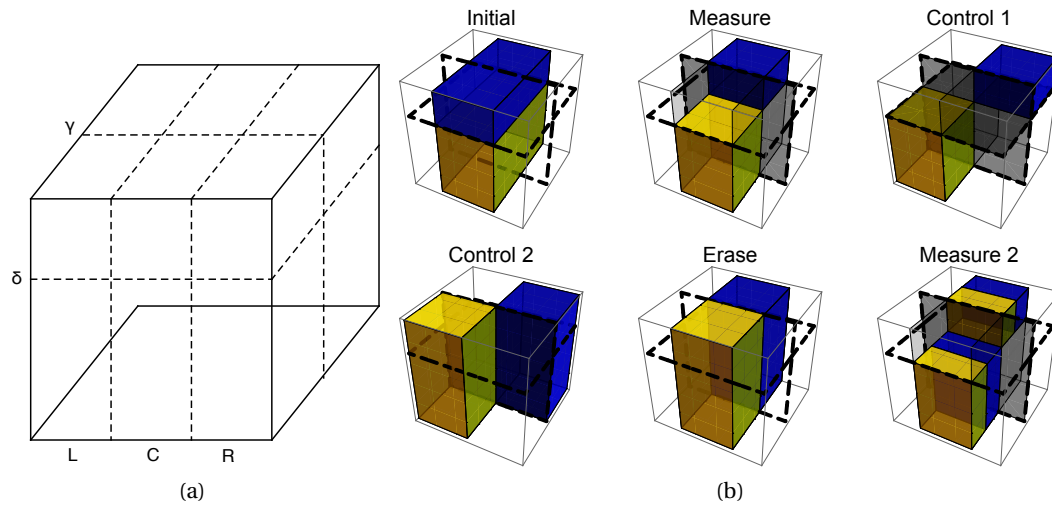 Initial
Measure
Control 1
γ
δ
L
C
R
Control 2
Erase
Measure 2
(a)
(b)